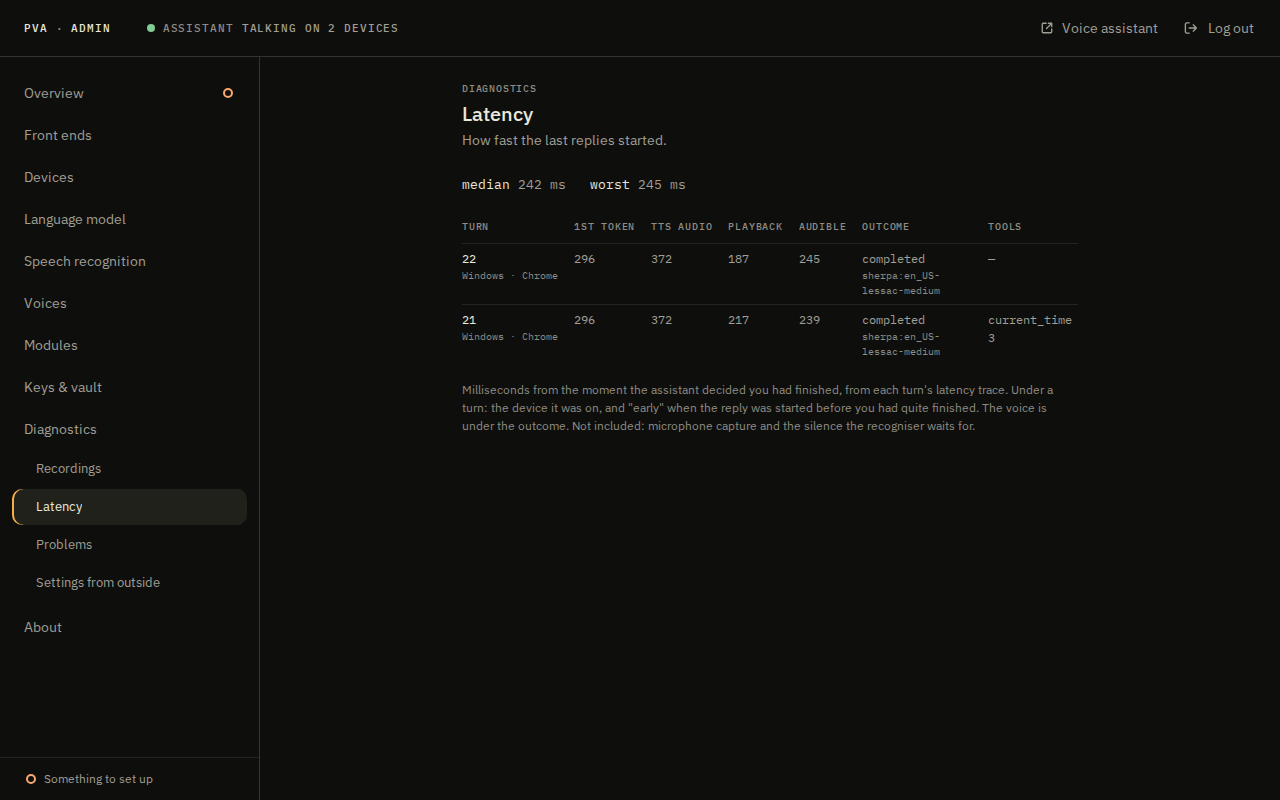 PVA · ADMIN
ASSISTANT TALKING ON 2 DEVICES
Voice assistant
Log out
Overview
Front ends
Devices
Language model
Speech recognition
Voices
Modules
Keys & vault
Diagnostics
Recordings
Latency
Problems
Settings from outside
About
Something to set up
DIAGNOSTICS
Latency
How fast the last replies started.
median 242 ms worst 245 ms
TURN 1ST TOKEN TTS AUDIO PLAYBACK AUDIBLE OUTCOME TOOLS
22 296 372 187 245 completed —
Windows · Chrome sherpa:en_US-
lessac-medium
21 296 372 217 239 completed current_time
Windows · Chrome sherpa:en_US- 3
lessac-medium
Milliseconds from the moment the assistant decided you had finished, from each turn's latency trace. Under a
turn: the device it was on, and "early" when the reply was started before you had quite finished. The voice is
under the outcome. Not included: microphone capture and the silence the recogniser waits for.